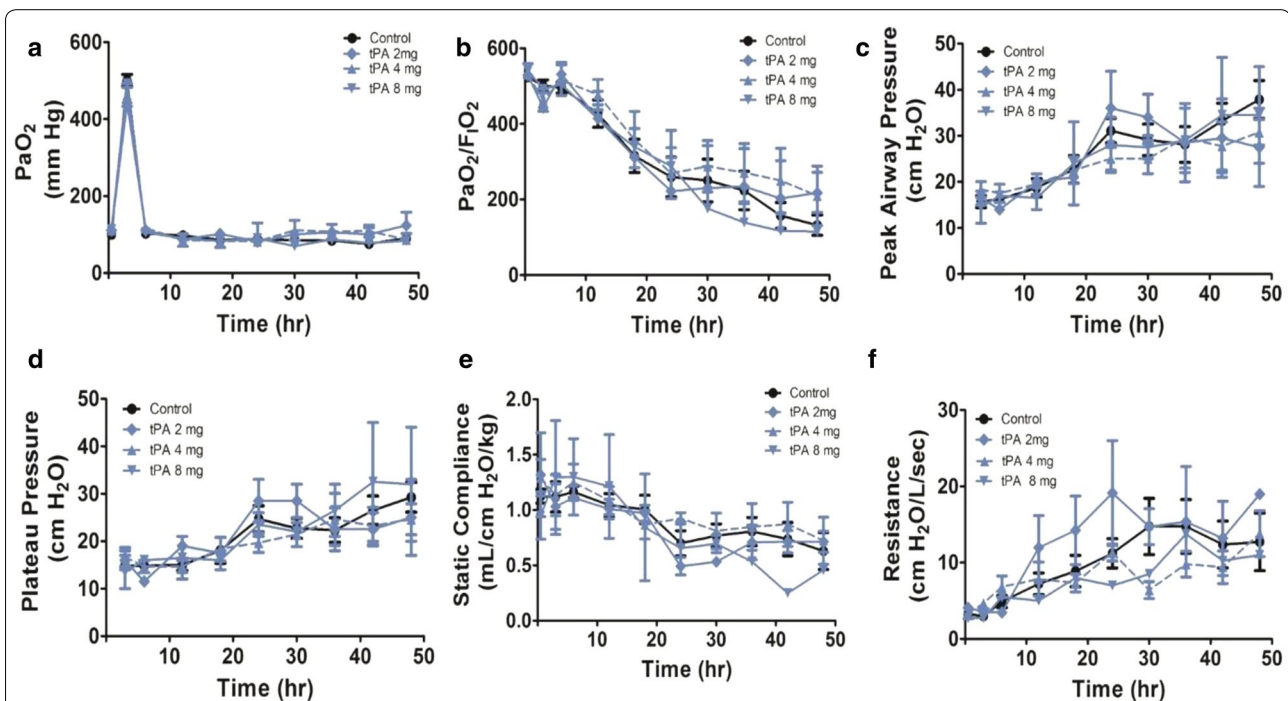 a
600
400
200
0
PaO2
(mm Hg)
Control
tPA 2mg
tPA 4 mg
tPA 8 mg
10 20 30 40 50
Time (hr)
b
600
400
200
0
PaO2/FIO2
Control
tPA 2 mg
tPA 4 mg
tPA 8 mg
10 20 30 40 50
Time (hr)
c
50
40
30
20
10
0
Peak Airway Pressure
(cm H2O)
Control
tPA 2 mg
tPA 4 mg
tPA 8 mg
10 20 30 40 50
Time (hr)
d
50
40
30
20
10
0
Plateau Pressure
(cm H2O)
Control
tPA 2 mg
tPA 4 mg
tPA 8 mg
10 20 30 40 50
Time (hr)
e
2.0
1.5
1.0
0.5
0.0
Static Compliance
(mL/cm H2O/kg)
Control
tPA 2mg
tPA 4 mg
tPA 8 mg
10 20 30 40 50
Time (hr)
f
30
20
10
0
Resistance
(cm H2O/L/sec)
Control
tPA 2mg
tPA 4 mg
tPA 8 mg
10 20 30 40 50
Time (hr)